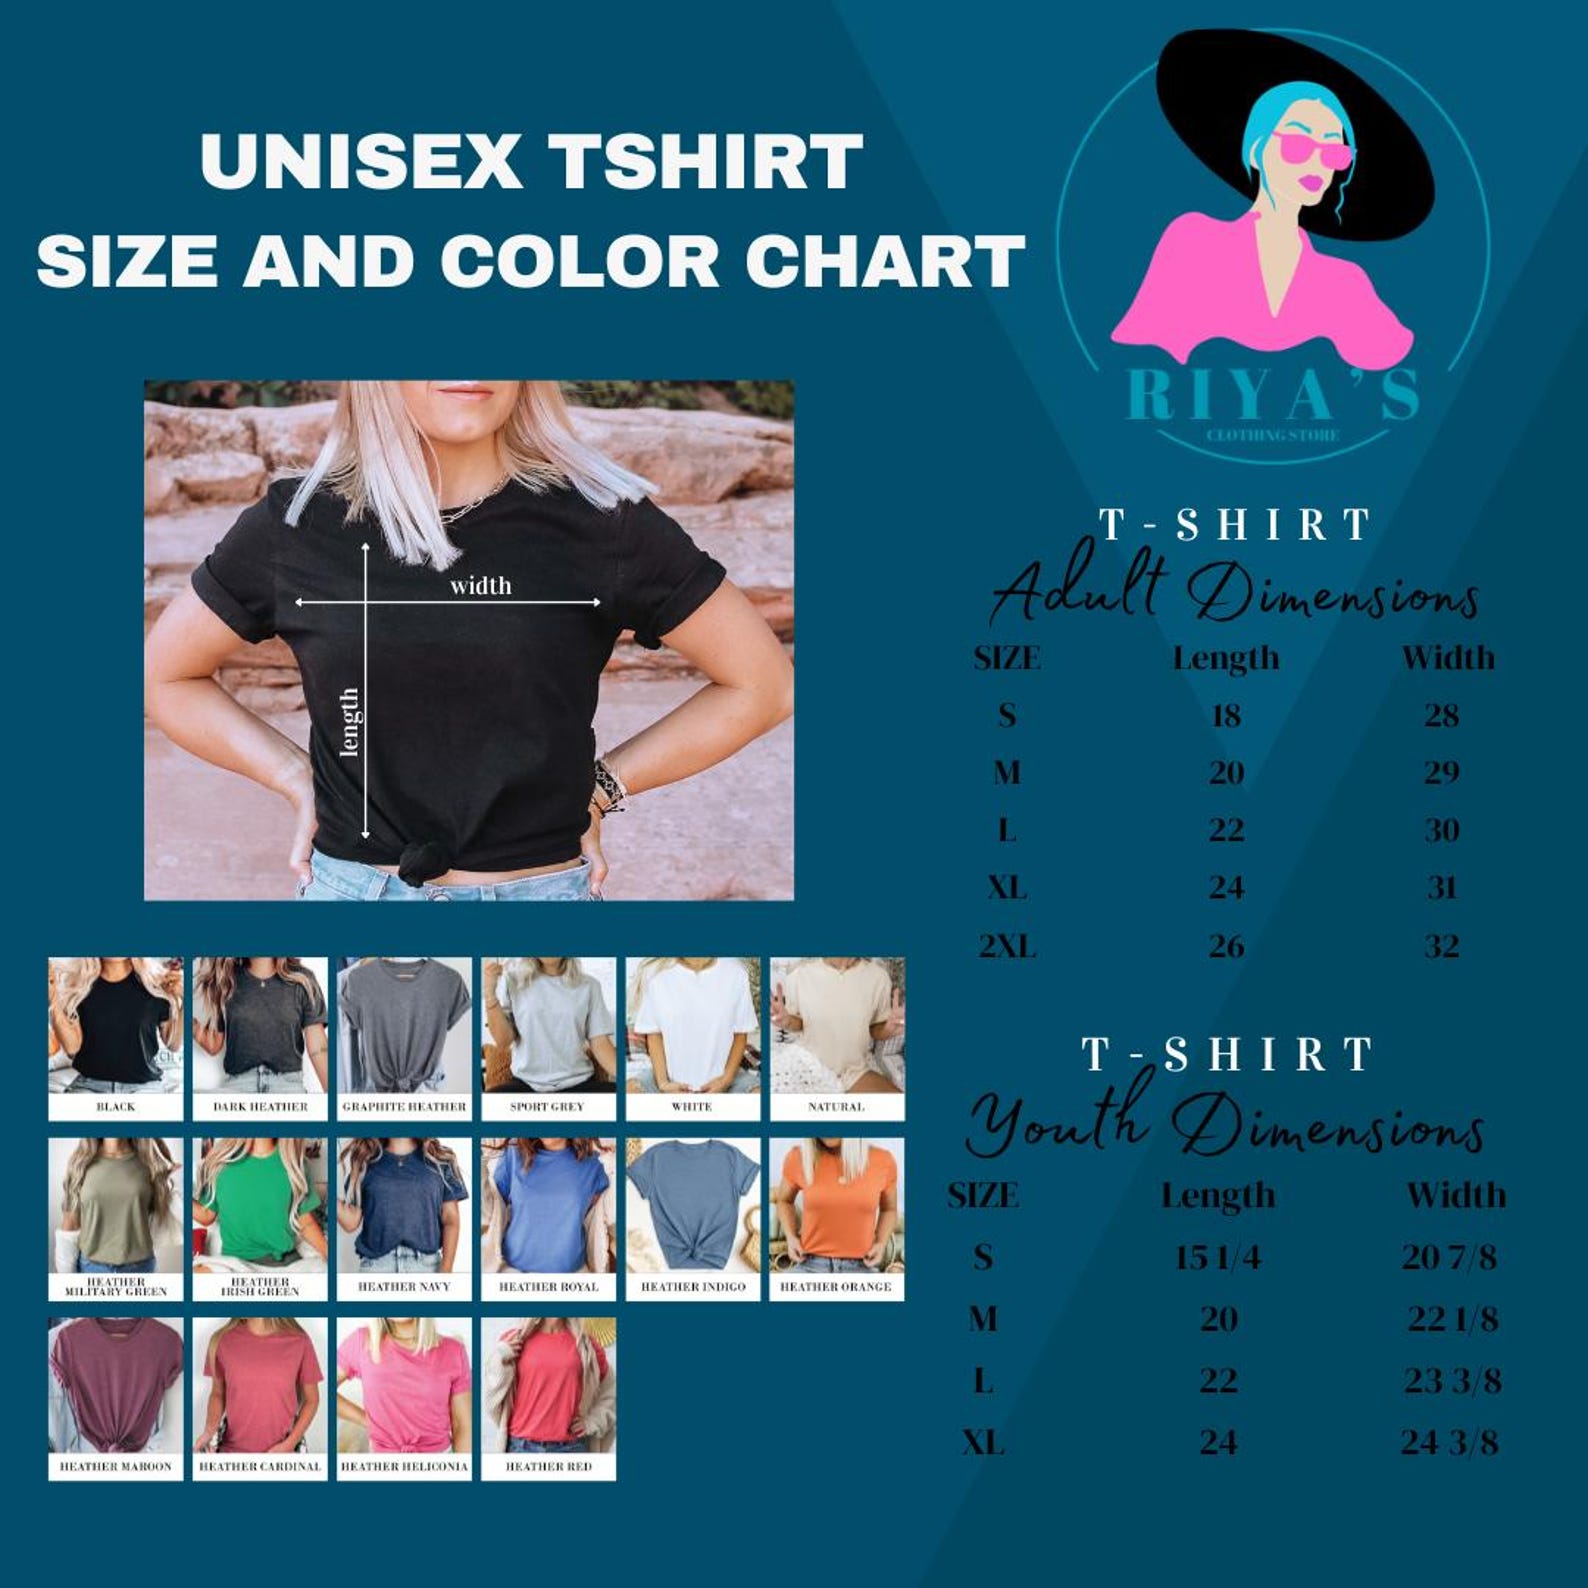 UNISEX TSHIRT
SIZE AND COLOR CHART
RIYA'S
CLOTHING STORE
width
length
T-SHIRT
Adult Dimensions
SIZE Length Width
S 18 28
M 20 29
L 22 30
XL 24 31
2XL 26 32
BLACK
DARK HEATHER
GRAPHITE HEATHER
SPORT GREY
WHITE
NATURAL
HEATHER
MILITARY GREEN
HEATHER
IRISH GREEN
HEATHER NAVY
HEATHER ROYAL
HEATHER INDIGO
HEATHER ORANGE
HEATHER MAROON
HEATHER CARDINAL
HEATHER HELICONIA
HEATHER RED
T-SHIRT
Youth Dimensions
SIZE Length Width
S 15 1/4 20 7/8
M 20 22 1/8
L 22 23 3/8
XL 24 24 3/8